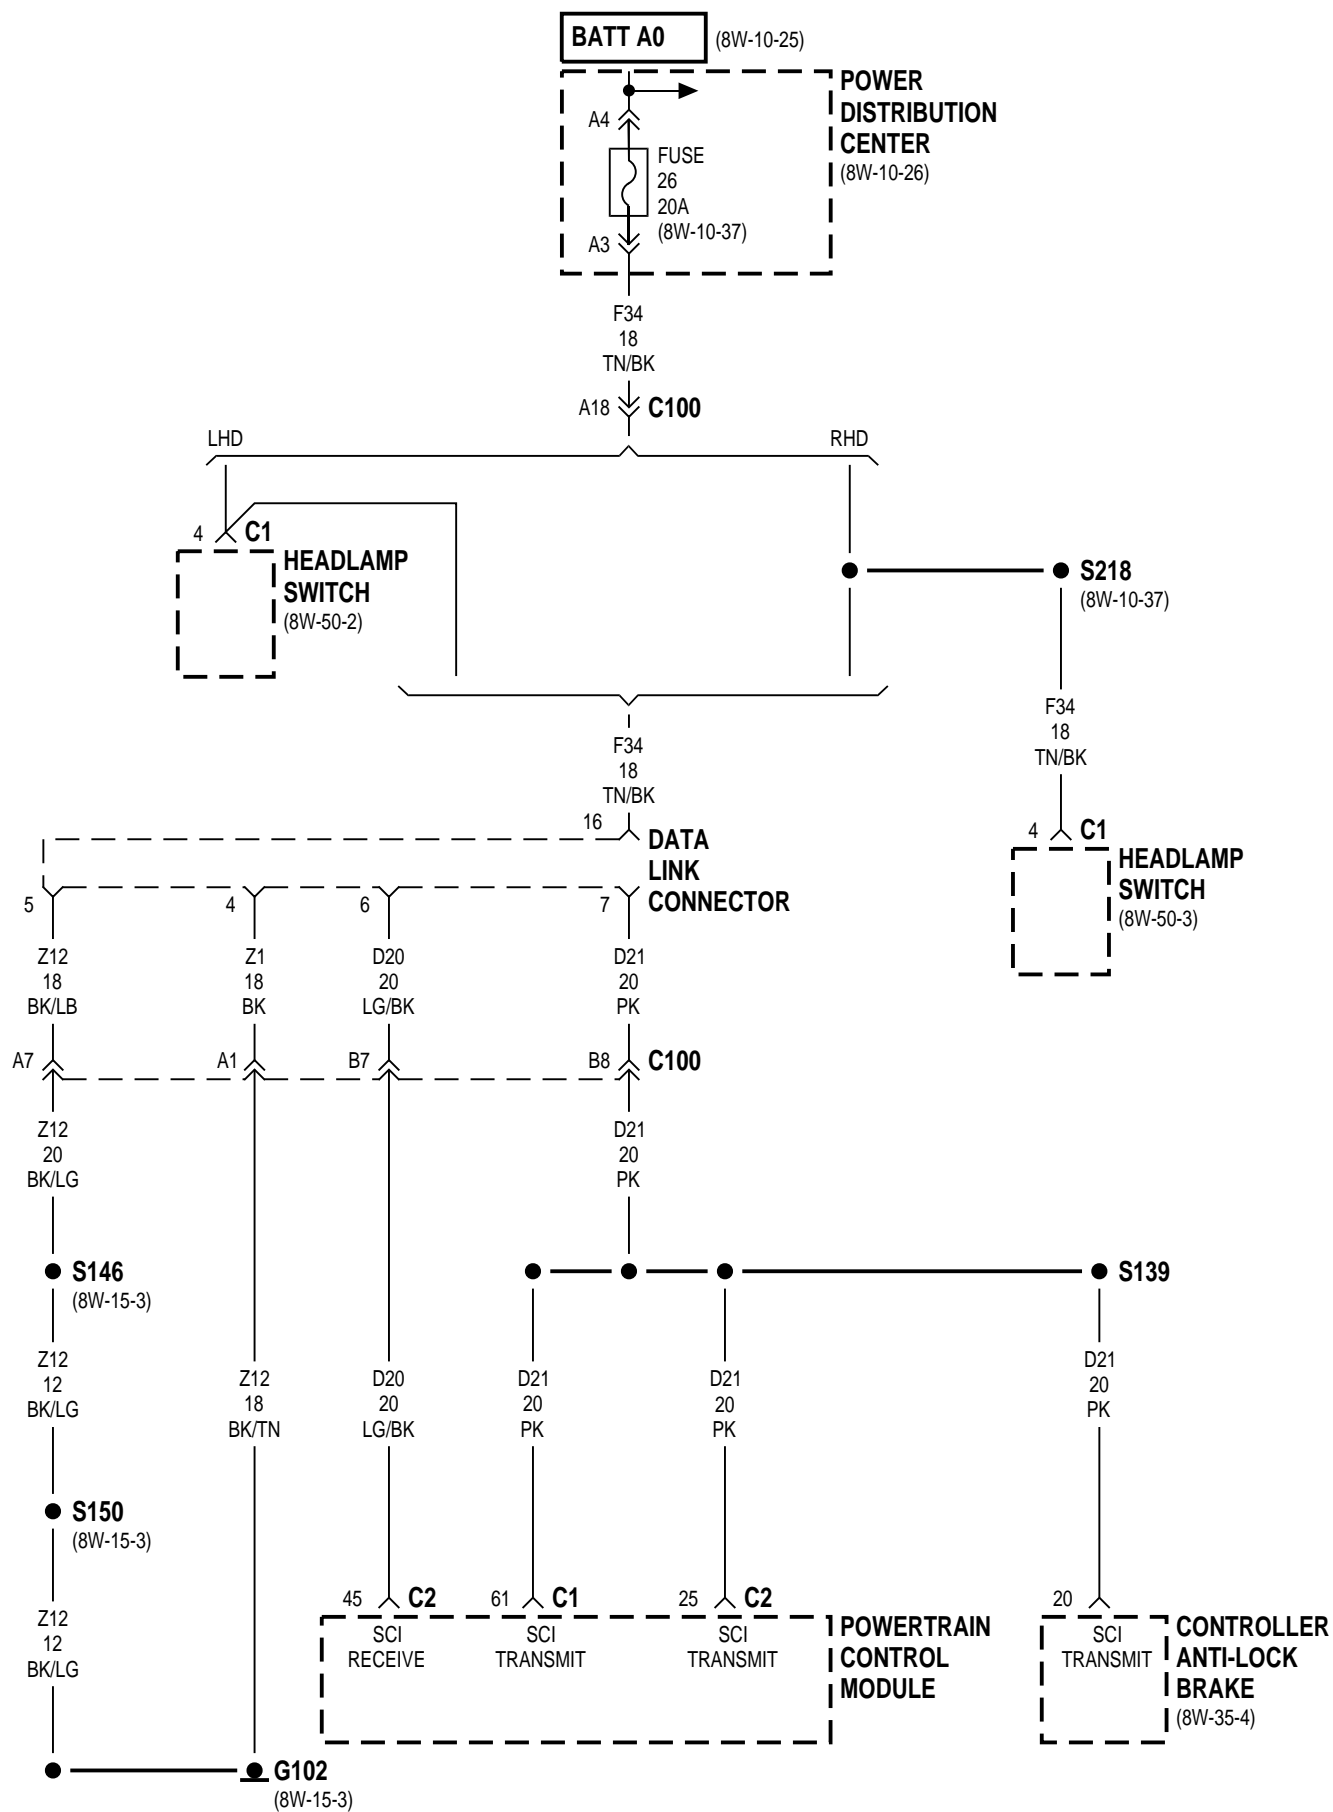 BATT A0
(8W-10-25)
POWER
DISTRIBUTION
CENTER
(8W-10-26)
A4
FUSE
26
20A
(8W-10-37)
A3
F34
18
TN/BK
A18
C100
LHD
RHD
4
C1
HEADLAMP
SWITCH
(8W-50-2)
S218
(8W-10-37)
F34
18
TN/BK
F34
18
TN/BK
16
DATA
LINK
CONNECTOR
4
C1
HEADLAMP
SWITCH
(8W-50-3)
5
4
6
7
Z12
18
BK/LB
Z1
18
BK
D20
20
LG/BK
D21
20
PK
A7
A1
B7
B8
C100
Z12
20
BK/LG
D21
20
PK
S146
(8W-15-3)
S139
Z12
12
BK/LG
Z12
18
BK/TN
D20
20
LG/BK
D21
20
PK
D21
20
PK
D21
20
PK
S150
(8W-15-3)
Z12
12
BK/LG
45
C2
61
C1
25
C2
20
SCI
RECEIVE
SCI
TRANSMIT
SCI
TRANSMIT
POWERTRAIN
CONTROL
MODULE
SCI
TRANSMIT
CONTROLLER
ANTI-LOCK
BRAKE
(8W-35-4)
G102
(8W-15-3)